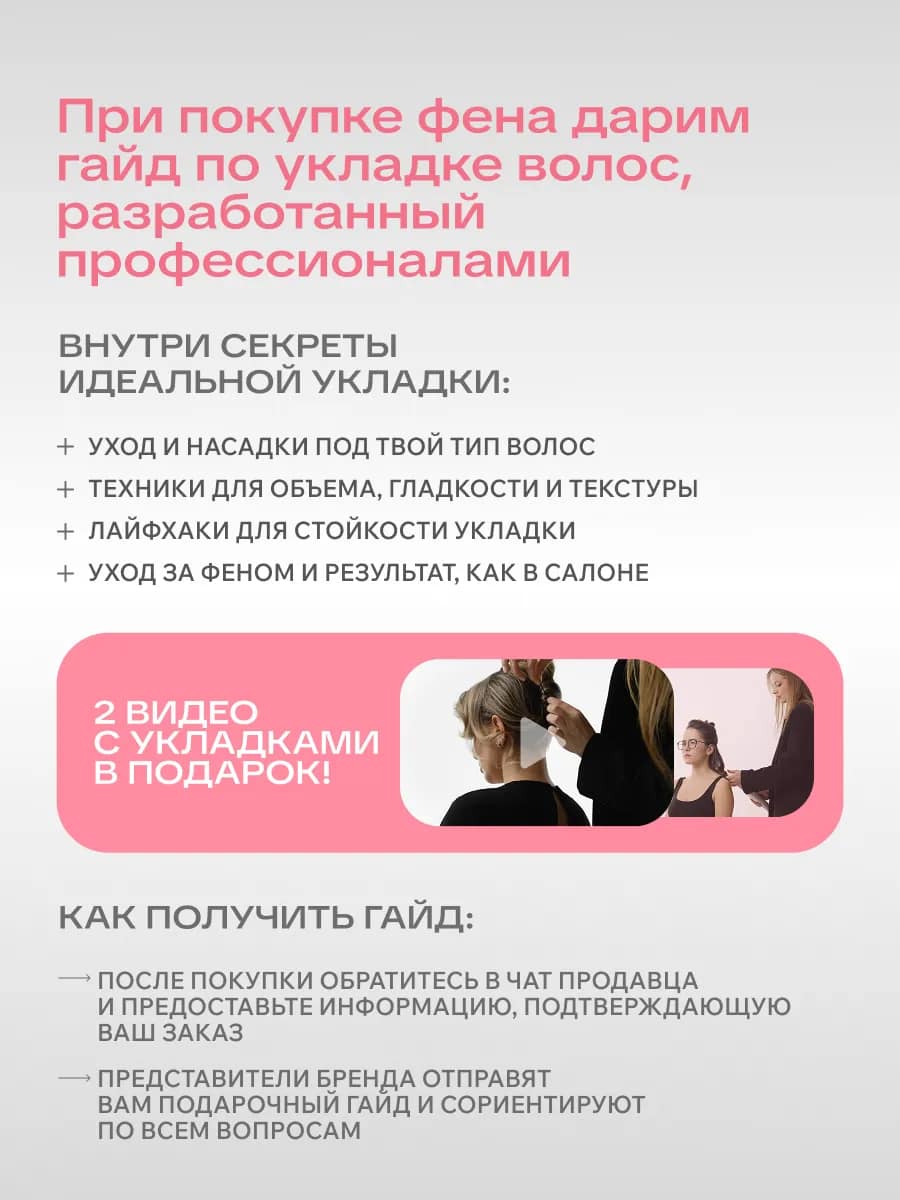 При покупке фена дарим
гайд по укладке волос,
разработанный
профессионалами
ВНУТРИ СЕКРЕТЫ
ИДЕАЛЬНОЙ УКЛАДКИ:
+ УХОД И НАСАДКИ ПОД ТВОЙ ТИП ВОЛОС
+ ТЕХНИКИ ДЛЯ ОБЪЕМА, ГЛАДКОСТИ И ТЕКСТУРЫ
+ ЛАЙФХАКИ ДЛЯ СТОЙКОСТИ УКЛАДКИ
+ УХОД ЗА ФЕНОМ И РЕЗУЛЬТАТ, КАК В САЛОНЕ
2 ВИДЕО
С УКЛАДКАМИ
В ПОДАРОК!
КАК ПОЛУЧИТЬ ГАЙД:
→ ПОСЛЕ ПОКУПКИ ОБРАТИТЕСЬ В ЧАТ ПРОДАВЦА
И ПРЕДОСТАВЬТЕ ИНФОРМАЦИЮ, ПОДТВЕРЖДАЮЩУЮ
ВАШ ЗАКАЗ
→ ПРЕДСТАВИТЕЛИ БРЕНДА ОТПРАВЯТ
ВАМ ПОДАРОЧНЫЙ ГАЙД И СОРИЕНТИРУЮТ
ПО ВСЕМ ВОПРОСАМ